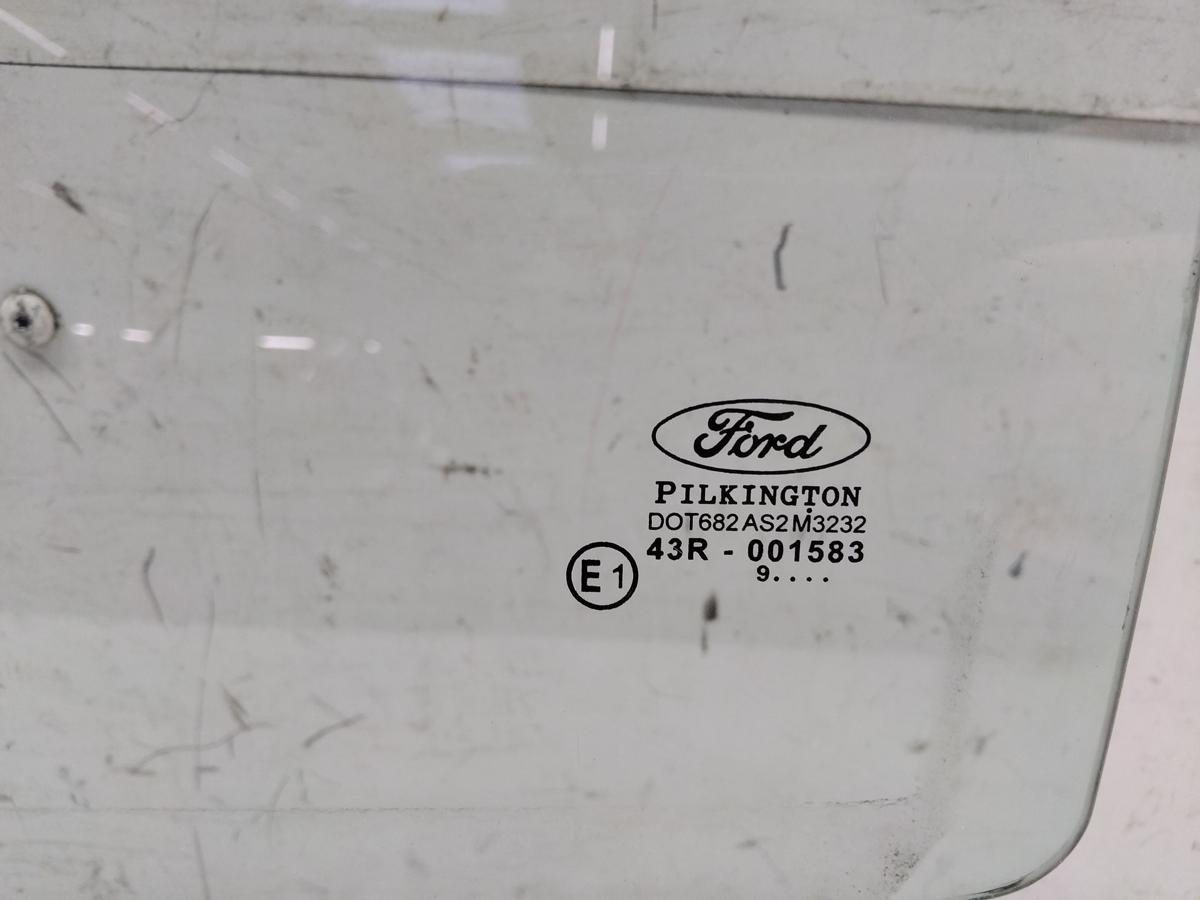 Ford
PILKINGTON
DOT682 AS2 M3232
43R - 001583
E1
9....